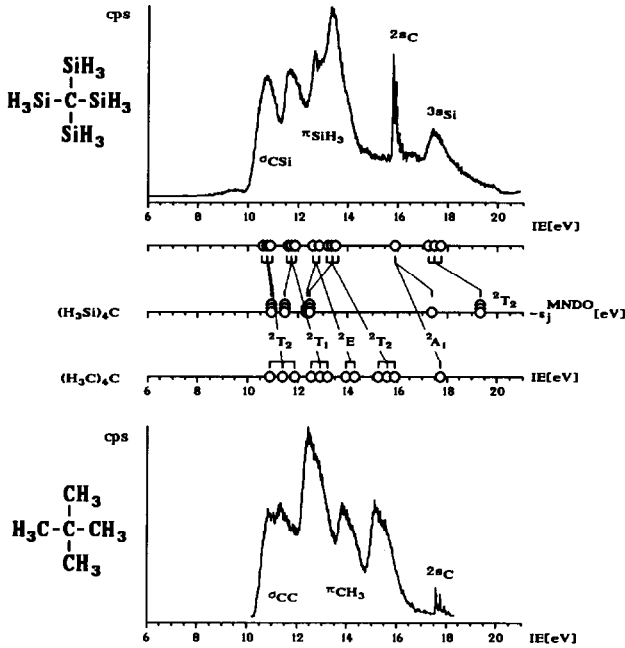 cps
SiH₃
H₃Si-C-SiH₃
SiH₃
2sC
πSiH₃
3sSi
σCSi
6 8 10 12 14 16 18 20
IE[eV]
²T₂
(H₃Si)₄C
-εⱼMNDO[eV]
²T₂ ²T₁ ²E ²T₂ ²A₁
(H₃C)₄C
IE[eV]
6 8 10 12 14 16 18 20
cps
CH₃
H₃C-C-CH₃
CH₃
2sC
σCC
πCH₃
6 8 10 12 14 16 18 20
IE[eV]